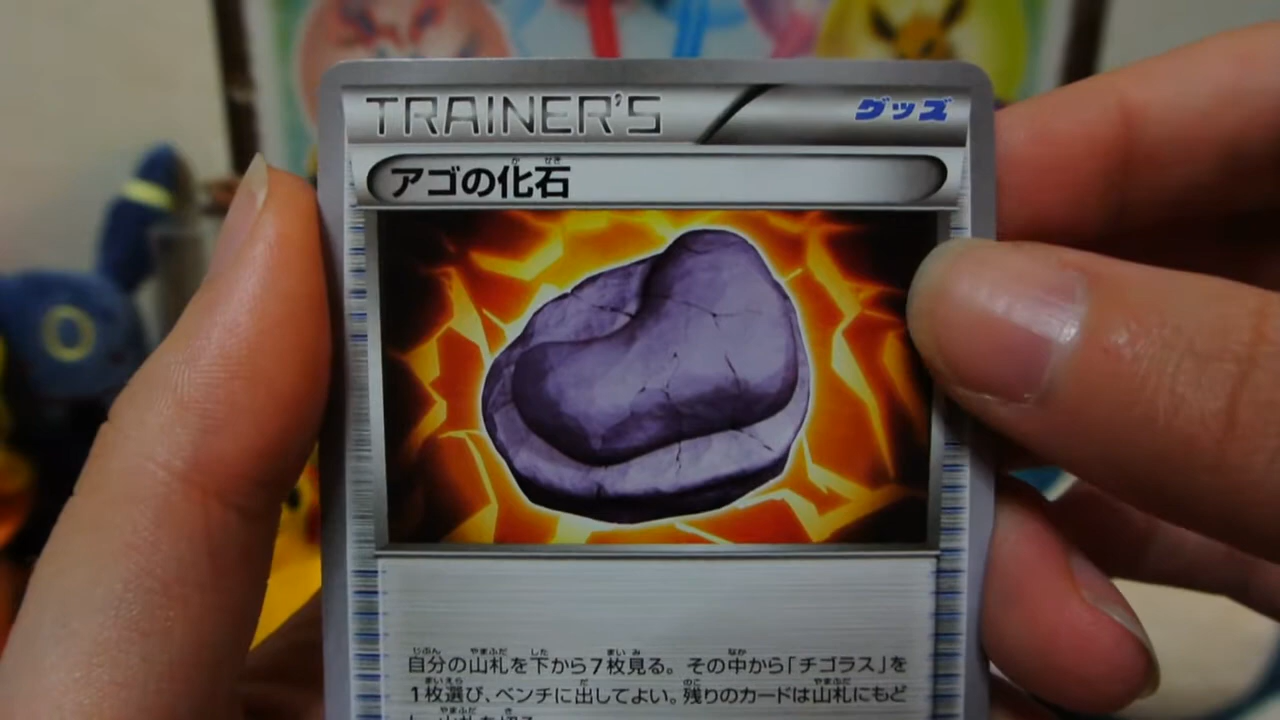 TRAINER'S グッズ
アゴの化石
自分の山札を下から7枚見る。その中から「チゴラス」を
1枚選び、ベンチに出してよい。残りのカードは山札にもど